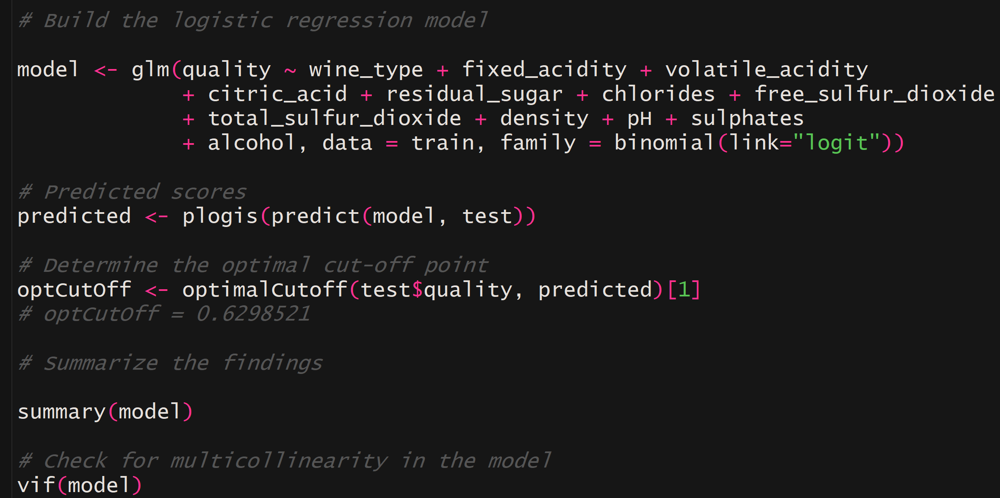 # Build the logistic regression model
model <- glm(quality ~ wine_type + fixed_acidity + volatile_acidity
+ citric_acid + residual_sugar + chlorides + free_sulfur_dioxide
+ total_sulfur_dioxide + density + pH + sulphates
+ alcohol, data = train, family = binomial(link="logit"))
# Predicted scores
predicted <- plogis(predict(model, test))
# Determine the optimal cut-off point
optCutOff <- optimalCutoff(test$quality, predicted)[1]
# optCutOff = 0.6298521
# Summarize the findings
summary(model)
# Check for multicollinearity in the model
vif(model)